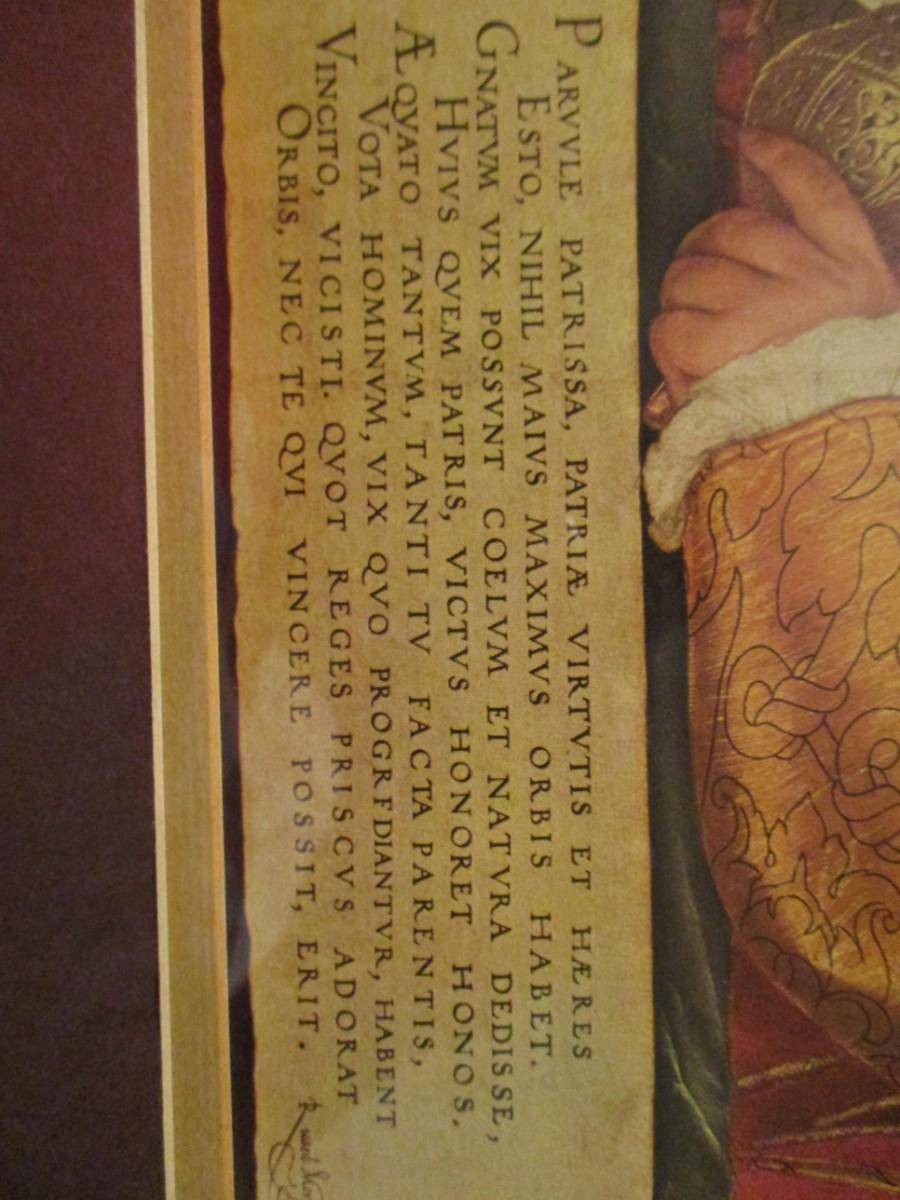 PARVVLE PATRISSA, PATRIÆ VIRTVTIS ET HÆRES
ESTO, NIHIL MAIVS MAXIMVS ORBIS HABET.
GNATVM VIX POSSVNT COELVM ET NATVRA DEDISSE,
HVIVS QVEM PATRIS, VICTVS HONORET HONOS.
ÆQVATO TANTVM, TANTI TV FACTA PARENTIS,
VOTA HOMINVM, VIX QVO PROGREDIANTVR, HABENT
VINCITO, VICISTI. QVOT REGES PRISCVS ADORAT
ORBIS, NEC TE QVI VINCERE POSSIT, ERIT.